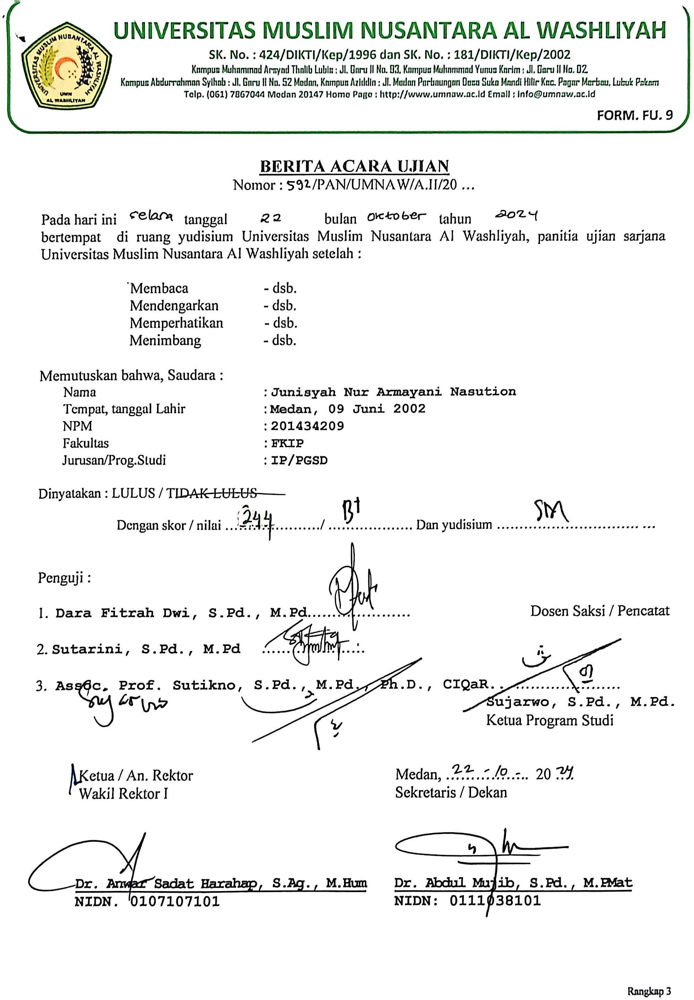 UNIVERSITAS MUSLIM NUSANTARA AL WASHLIYAH
UMN
AL WASHLIYAH
UNIVERSITAS MUSLIM NUSANTARA AL WASHLIYAH
SK. No. : 424/DIKTI/Kep/1996 dan SK. No. : 181/DIKTI/Kep/2002
Kampus Muhammad Arsyad Thalib Lubis : Jl. Garu II No. 93, Kampus Muhammad Yunus Karim : Jl. Garu II No. 02
Kampus Abdurrahman Syihab : Jl. Garu II No. 52 Medan, Kampus Aziddin : Jl. Medan Perbaungan Desa Suka Mandi Hilir Kec. Pagar Merbau, Lubuk Pakam
Telp. (061) 7867044 Medan 20147 Home Page : http://www.umnaw.ac.id Email : info@umnaw.ac.id
FORM. FU. 9
BERITA ACARA UJIAN
Nomor : 592/PAN/UMNAW/A.II/20 ...
Pada hari ini selasa tanggal 22 bulan oktober tahun 2024
bertempat di ruang yudisium Universitas Muslim Nusantara Al Washliyah, panitia ujian sarjana
Universitas Muslim Nusantara Al Washliyah setelah :
Membaca - dsb.
Mendengarkan - dsb.
Memperhatikan - dsb.
Menimbang - dsb.
Memutuskan bahwa, Saudara :
Nama : Junisyah Nur Armayani Nasution
Tempat, tanggal Lahir : Medan, 09 Juni 2002
NPM : 201434209
Fakultas : FKIP
Jurusan/Prog.Studi : IP/PGSD
Dinyatakan : LULUS / TIDAK LULUS
Dengan skor / nilai ...244.../ ...B+... Dan yudisium ...SM...
Penguji :
1. Dara Fitrah Dwi, S.Pd., M.Pd.....................
Dosen Saksi / Pencatat
2. Sutarini, S.Pd., M.Pd .....................
3. Assoc. Prof. Sutikno, S.Pd., M.Pd., Ph.D., CIQaR.. .....................
Sujarwo, S.Pd., M.Pd.
Ketua Program Studi
Ketua / An. Rektor
Wakil Rektor I
Medan, 22 - 10 - 20 24
Sekretaris / Dekan
Dr. Anwar Sadat Harahap, S.Ag., M.Hum
NIDN. 0107107101
Dr. Abdul Mujib, S.Pd., M.PMat
NIDN: 0111038101
Rangkap 3